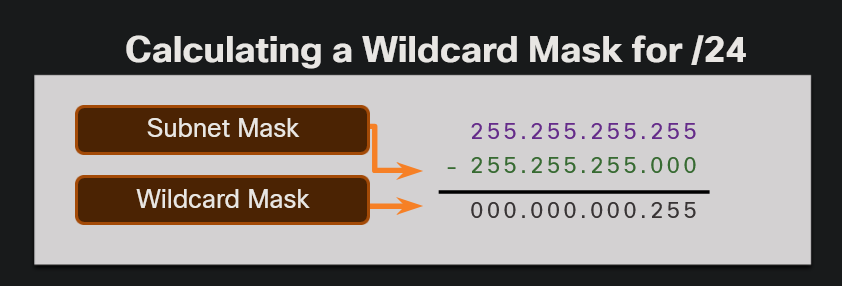 Calculating a Wildcard Mask for /24
Subnet Mask
255.255.255.255
- 255.255.255.000
Wildcard Mask
000.000.000.255